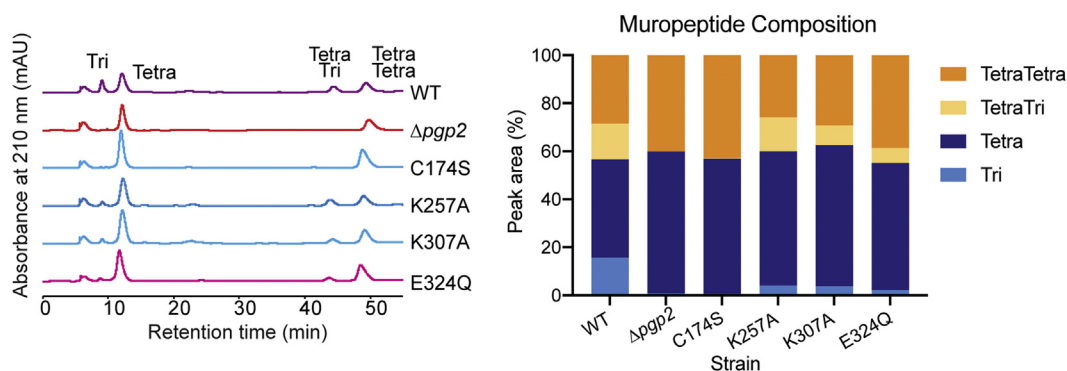 Absorbance at 210 nm (mAU)
Tri
Tetra
Tetra
Tri
Tetra
Tetra
WT
Δpgp2
C174S
K257A
K307A
E324Q
0 10 20 30 40 50
Retention time (min)
Muropeptide Composition
Peak area (%)
100
80
60
40
20
0
WT
Δpgp2
C174S
K257A
K307A
E324Q
Strain
TetraTetra
TetraTri
Tetra
Tri